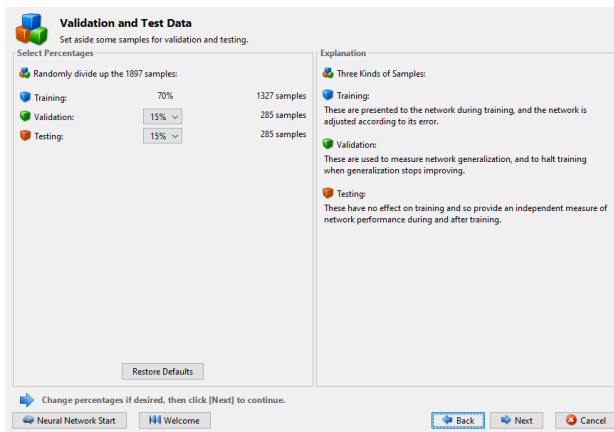 Validation and Test Data
Set aside some samples for validation and testing.
Select Percentages
Randomly divide up the 1897 samples:
Training: 70% 1327 samples
Validation: 15% 285 samples
Testing: 15% 285 samples
Restore Defaults
Explanation
Three Kinds of Samples:
Training:
These are presented to the network during training, and the network is
adjusted according to its error.
Validation:
These are used to measure network generalization, and to halt training
when generalization stops improving.
Testing:
These have no effect on training and so provide an independent measure of
network performance during and after training.
Change percentages if desired, then click [Next] to continue.
Neural Network Start Welcome Back Next Cancel